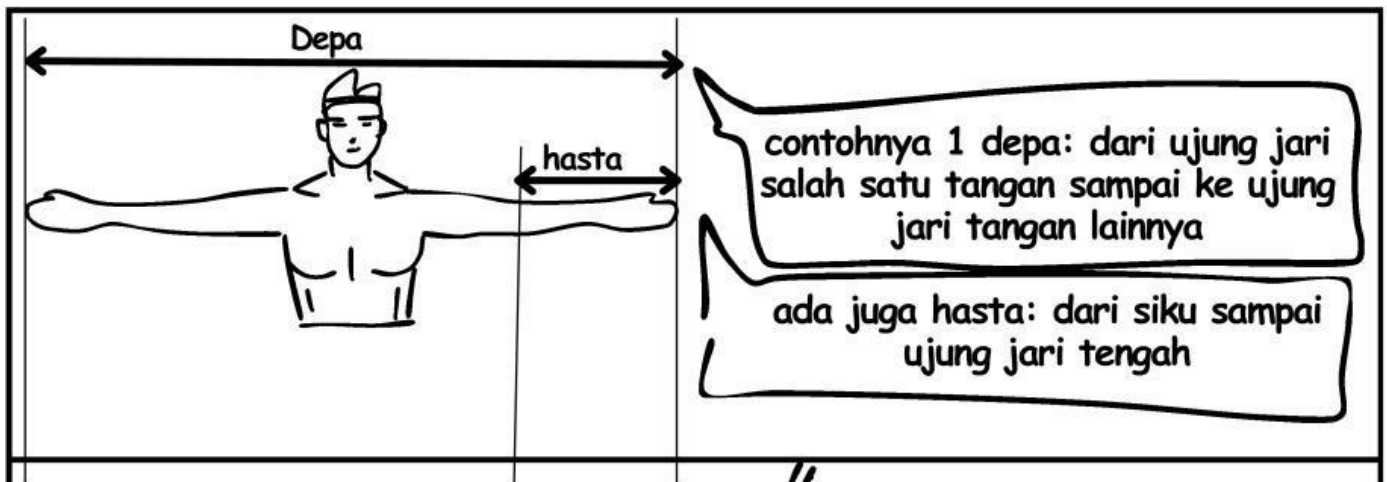 Depa
hasta
contohnya 1 depa: dari ujung jari
salah satu tangan sampai ke ujung
jari tangan lainnya
ada juga hasta: dari siku sampai
ujung jari tengah